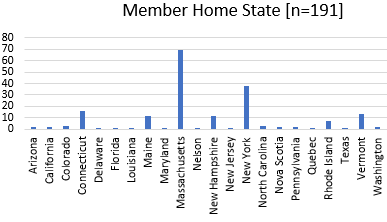 Member Home State [n=191]
80
70
60
50
40
30
20
10
0
Arizona
California
Colorado
Connecticut
Delaware
Florida
Louisiana
Maine
Maryland
Massachusetts
Nelson
New Hampshire
New Jersey
New York
North Carolina
Nova Scotia
Pennsylvania
Quebec
Rhode Island
Texas
Vermont
Washington